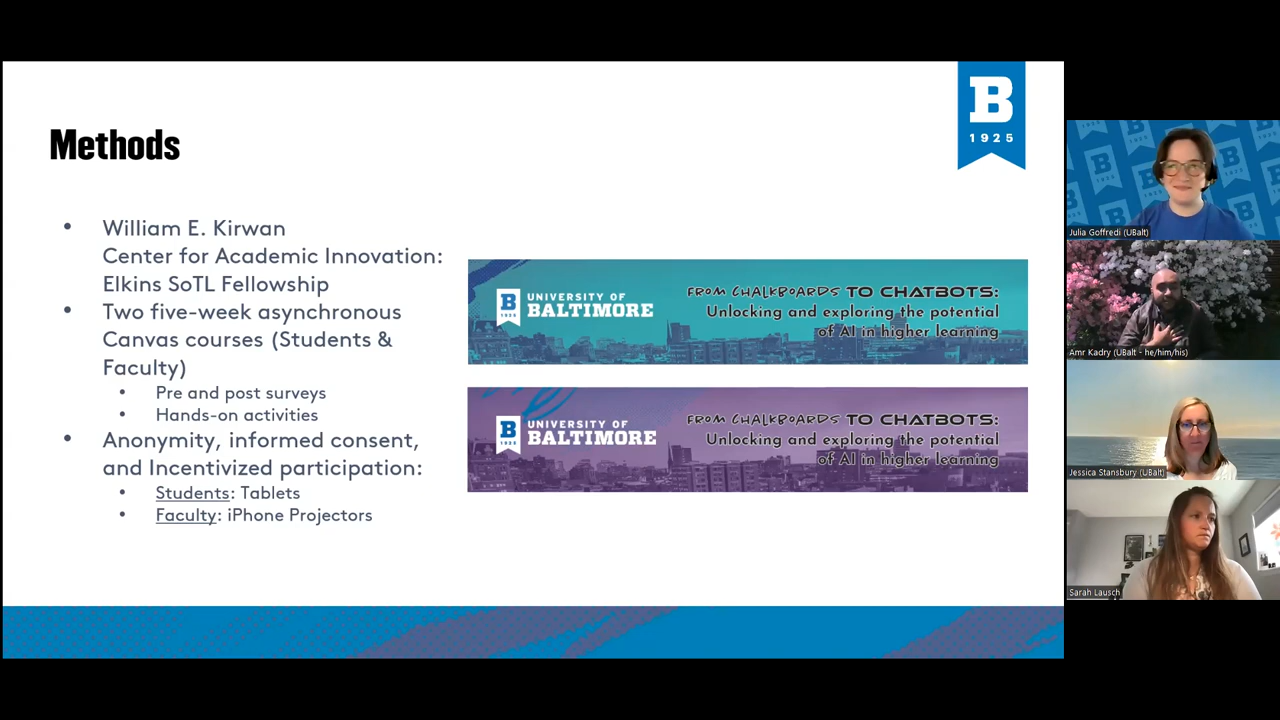 B
1925
Methods
William E. Kirwan
Center for Academic Innovation:
Elkins SoTL Fellowship
Two five-week asynchronous
Canvas courses (Students &
Faculty)
Pre and post surveys
Hands-on activities
Anonymity, informed consent,
and Incentivized participation:
Students: Tablets
Faculty: iPhone Projectors
B
1925
UNIVERSITY OF
BALTIMORE
FROM CHALKBOARDS TO CHATBOTS:
Unlocking and exploring the potential
of AI in higher learning
B
1925
UNIVERSITY OF
BALTIMORE
FROM CHALKBOARDS TO CHATBOTS:
Unlocking and exploring the potential
of AI in higher learning
Julia Goffredi (UBalt)
Amr Kadry (UBalt - he/him/his)
Jessica Stansbury (UBalt)
Sarah Lausch